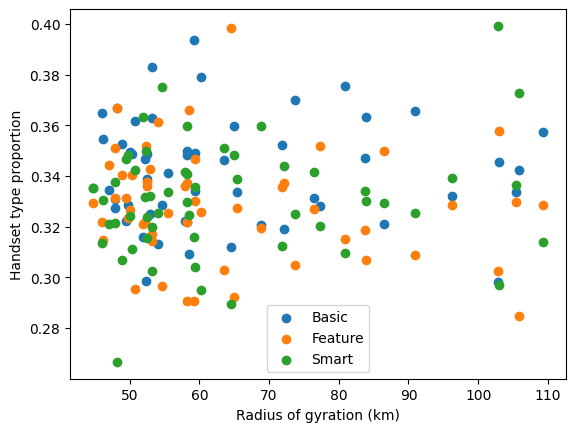 0.40
0.38
0.36
0.34
0.32
0.30
0.28
Handset type proportion
50
60
70
80
90
100
110
Radius of gyration (km)
Basic
Feature
Smart